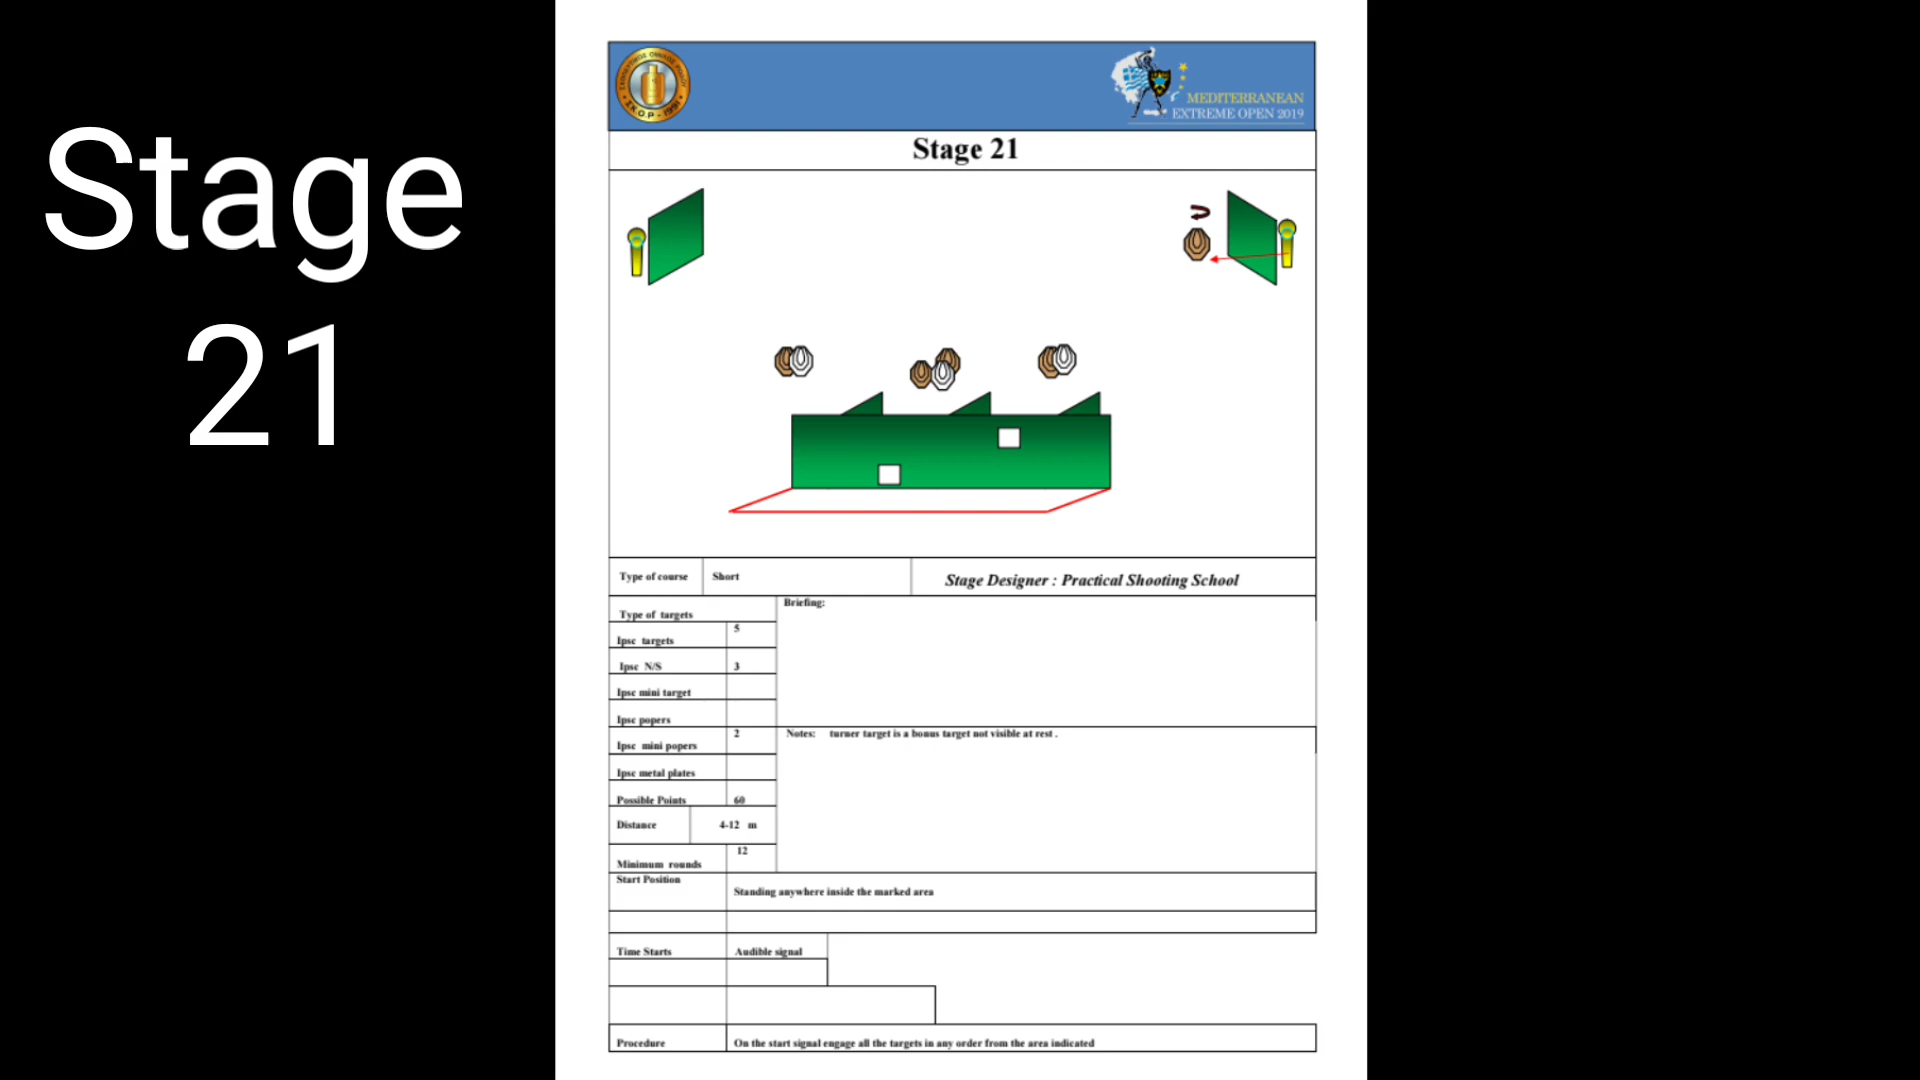 Stage
21
MEDITERRANEAN
EXTREME OPEN 2019
Σ.Κ.Ο.Ρ - 1991
Stage 21
Type of course
Short
Stage Designer : Practical Shooting School
Type of targets
Briefing:
Ipsc targets
5
Ipsc N/S
3
Ipsc mini target
Ipsc popers
Ipsc mini popers
2
Notes: turner target is a bonus target not visible at rest .
Ipsc metal plates
Possible Points
60
Distance
4-12 m
Minimum rounds
12
Start Position
Standing anywhere inside the marked area
Time Starts
Audible signal
Procedure
On the start signal engage all the targets in any order from the area indicated